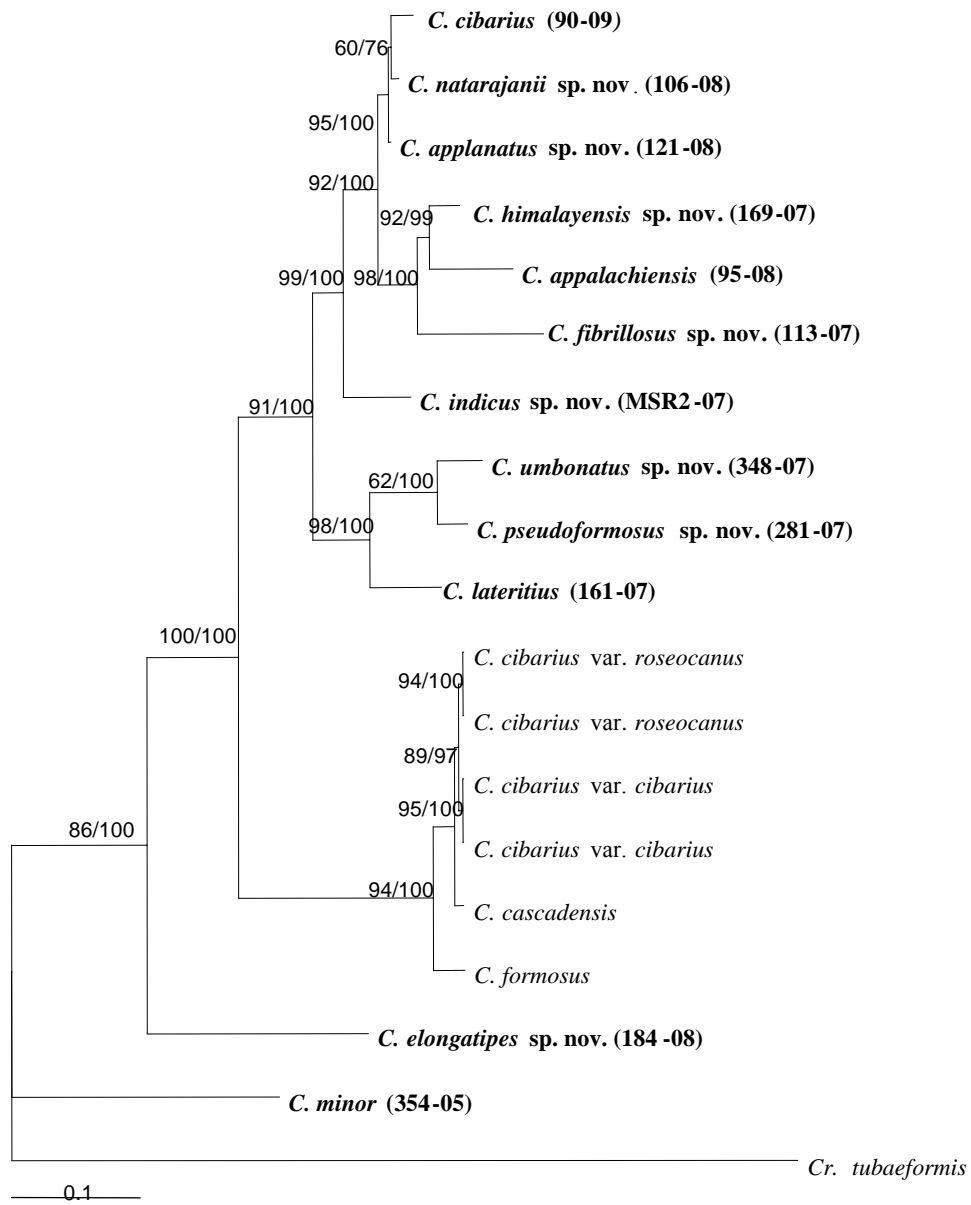 C. cibarius (90-09)
60/76
C. natarajanii sp. nov. (106-08)
95/100
C. applanatus sp. nov. (121-08)
92/100
92/99
C. himalayensis sp. nov. (169-07)
99/100
98/100
C. appalachiensis (95-08)
C. fibrillosus sp. nov. (113-07)
91/100
C. indicus sp. nov. (MSR2-07)
62/100
C. umbonatus sp. nov. (348-07)
98/100
C. pseudoformosus sp. nov. (281-07)
C. lateritius (161-07)
100/100
C. cibarius var. roseocanus
94/100
C. cibarius var. roseocanus
89/97
C. cibarius var. cibarius
95/100
86/100
C. cibarius var. cibarius
94/100
C. cascadensis
C. formosus
C. elongatipes sp. nov. (184-08)
C. minor (354-05)
Cr. tubaeformis
0.1